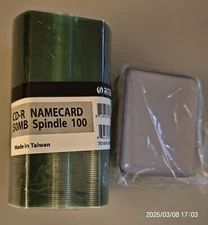 CD-R NAMECARD
50MB Spindle 100
Made in Taiwan
2025/03/08 17:03